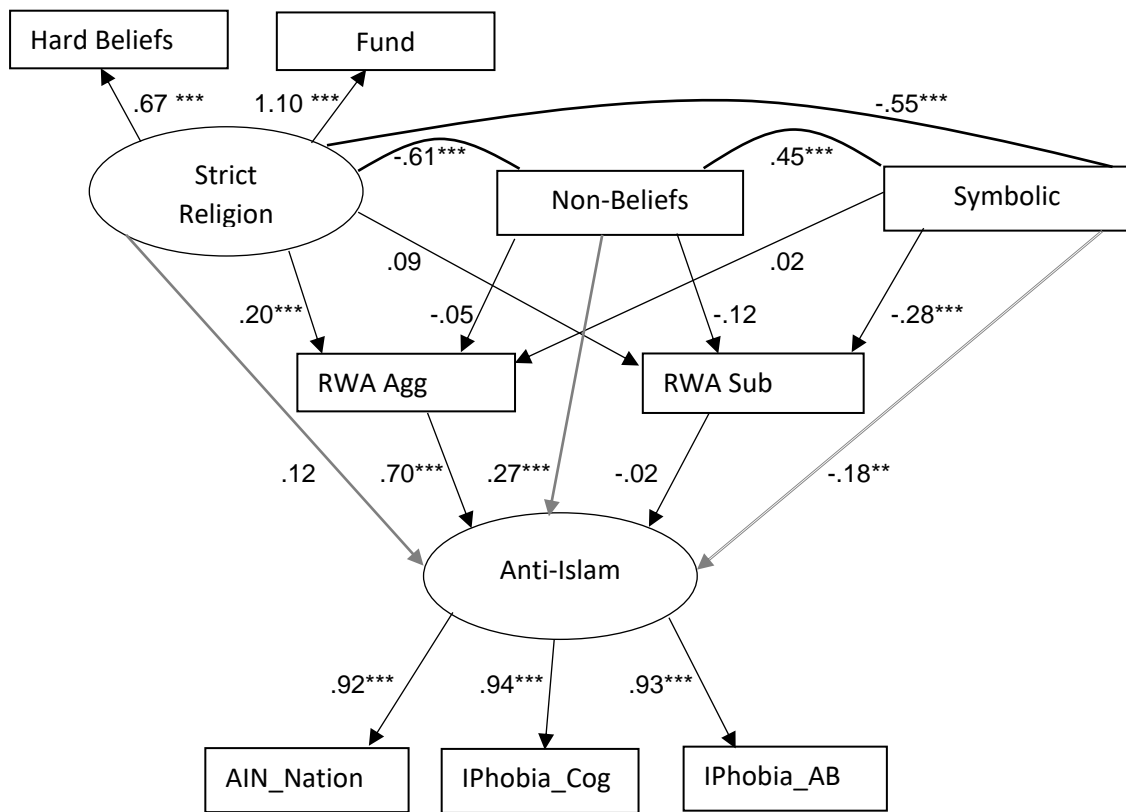 Hard Beliefs
Fund
.67 ***
1.10 ***
-.55***
-.61***
.45***
Strict
Religion
Non-Beliefs
Symbolic
.09
.02
.20***
-.05
-.12
-.28***
RWA Agg
RWA Sub
.12
.70***
.27***
-.02
-.18**
Anti-Islam
.92***
.94***
.93***
AIN_Nation
IPhobia_Cog
IPhobia_AB